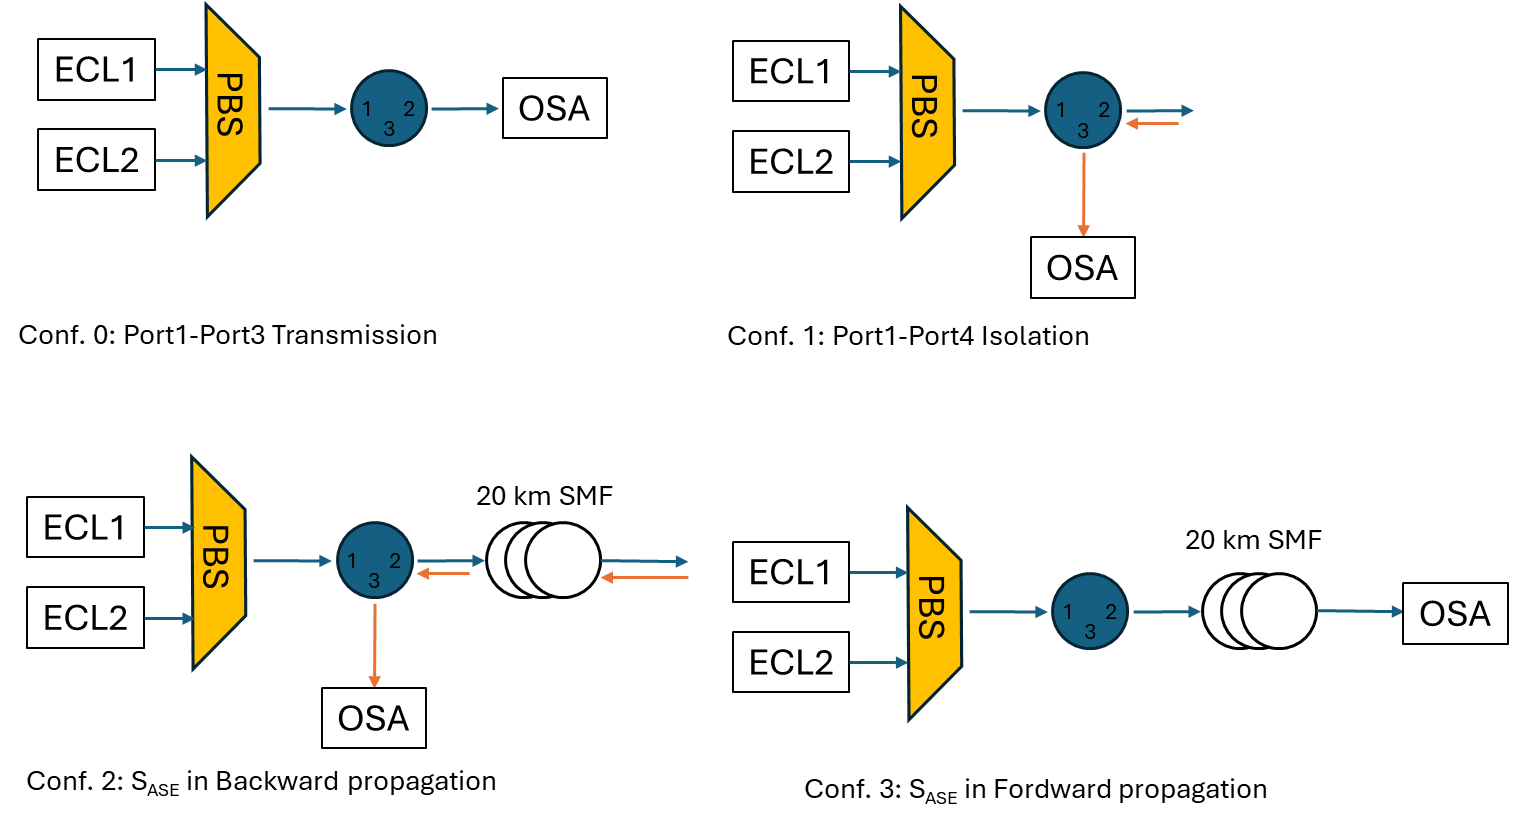 ECL1
ECL2
PBS
1 2
3
OSA
Conf. 0: Port1-Port3 Transmission
ECL1
ECL2
PBS
1 2
3
OSA
Conf. 1: Port1-Port4 Isolation
ECL1
ECL2
PBS
1 2
3
20 km SMF
OSA
Conf. 2: SASE in Backward propagation
ECL1
ECL2
PBS
1 2
3
20 km SMF
OSA
Conf. 3: SASE in Fordward propagation